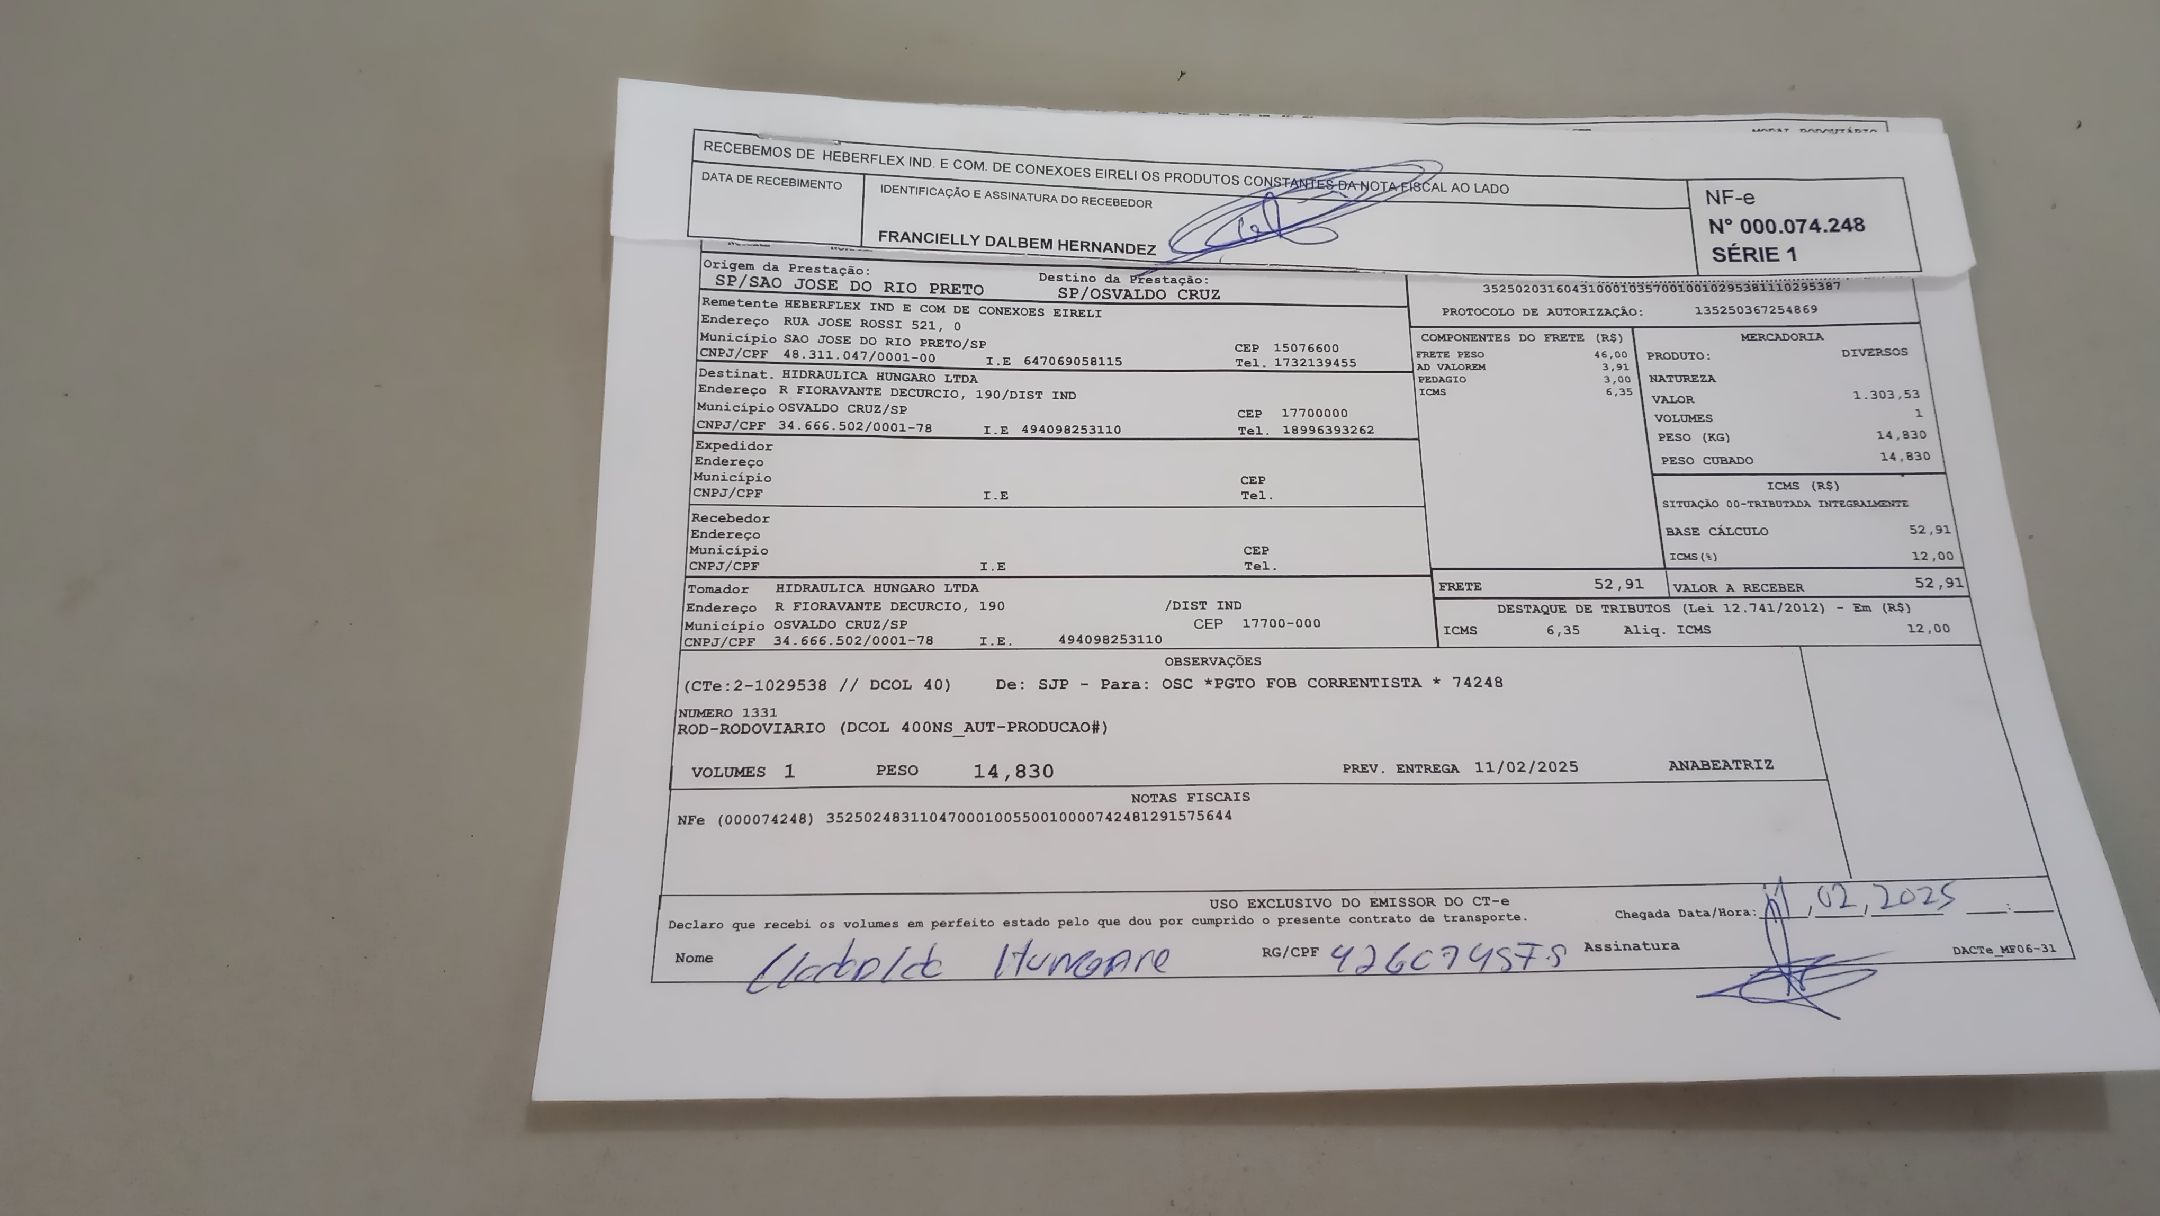 RECEBEMOS DE HEBERFLEX IND. E COM. DE CONEXOES EIRELI OS PRODUTOS CONSTANTES DA NOTA FISCAL AO LADO
DATA DE RECEBIMENTO
IDENTIFICAÇÃO E ASSINATURA DO RECEBEDOR
FRANCIELLY DALBEM HERNANDEZ
NF-e
Nº 000.074.248
SÉRIE 1
Origem da Prestação:
SP/SAO JOSE DO RIO PRETO
Destino da Prestação:
SP/OSVALDO CRUZ
Remetente HEBERFLEX IND E COM DE CONEXOES EIRELI
Endereço RUA JOSE ROSSI 521, 0
Município SAO JOSE DO RIO PRETO/SP CEP 15076600
CNPJ/CPF 48.311.047/0001-00 I.E 647069058115 Tel. 1732139455
Destinat. HIDRAULICA HUNGARO LTDA
Endereço R FIORAVANTE DECURCIO, 190/DIST IND
Município OSVALDO CRUZ/SP CEP 17700000
CNPJ/CPF 34.666.502/0001-78 I.E 494098253110 Tel. 18996393262
Expedidor
Endereço
Município CEP
CNPJ/CPF I.E Tel.
Recebedor
Endereço
Município CEP
CNPJ/CPF I.E Tel.
Tomador HIDRAULICA HUNGARO LTDA
Endereço R FIORAVANTE DECURCIO, 190 /DIST IND
Município OSVALDO CRUZ/SP CEP 17700-000
CNPJ/CPF 34.666.502/0001-78 I.E. 494098253110
35250203160431000103570010010295381110295387
PROTOCOLO DE AUTORIZAÇÃO: 135250367254869
COMPONENTES DO FRETE (R$)
FRETE PESO 46,00
AD VALOREM 3,91
PEDAGIO 3,00
ICMS 6,35
MERCADORIA
PRODUTO: DIVERSOS
NATUREZA
VALOR 1.303,53
VOLUMES 1
PESO (KG) 14,830
PESO CUBADO 14,830
ICMS (R$)
SITUAÇÃO 00-TRIBUTADA INTEGRALMENTE
BASE CÁLCULO 52,91
ICMS(%) 12,00
FRETE 52,91 VALOR A RECEBER 52,91
DESTAQUE DE TRIBUTOS (Lei 12.741/2012) - Em (R$)
ICMS 6,35 Aliq. ICMS 12,00
OBSERVAÇÕES
(CTe:2-1029538 // DCOL 40) De: SJP - Para: OSC *PGTO FOB CORRENTISTA * 74248
NUMERO 1331
ROD-RODOVIARIO (DCOL 400NS_AUT-PRODUCAO#)
VOLUMES 1 PESO 14,830 PREV. ENTREGA 11/02/2025 ANABEATRIZ
NOTAS FISCAIS
NFe (000074248) 35250248311047000100550010000742481291575644
USO EXCLUSIVO DO EMISSOR DO CT-e
Declaro que recebi os volumes em perfeito estado pelo que dou por cumprido o presente contrato de transporte.
Chegada Data/Hora: 11,02,2025
Nome Hungaro RG/CPF Assinatura
DACTe_MF06-31